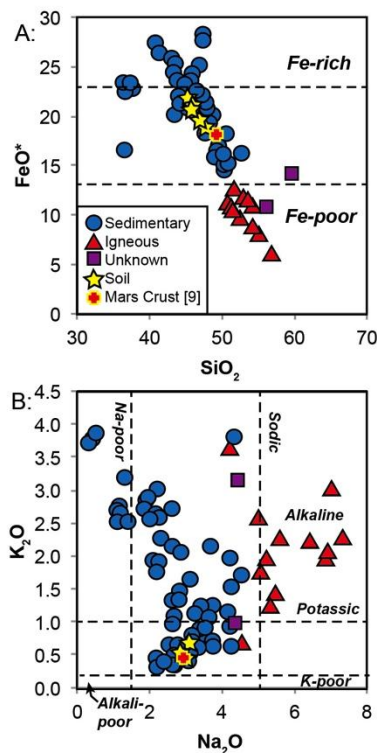 A:
30
25
20
15
10
5
0
FeO*
Fe-rich
Fe-poor
Sedimentary
Igneous
Unknown
Soil
Mars Crust [9]
30 40 50 60 70
SiO₂
B:
4.5
4.0
3.5
3.0
2.5
2.0
1.5
1.0
0.5
0.0
K₂O
Na-poor
Sodic
Alkaline
Potassic
K-poor
Alkali-
poor
0 2 4 6 8
Na₂O